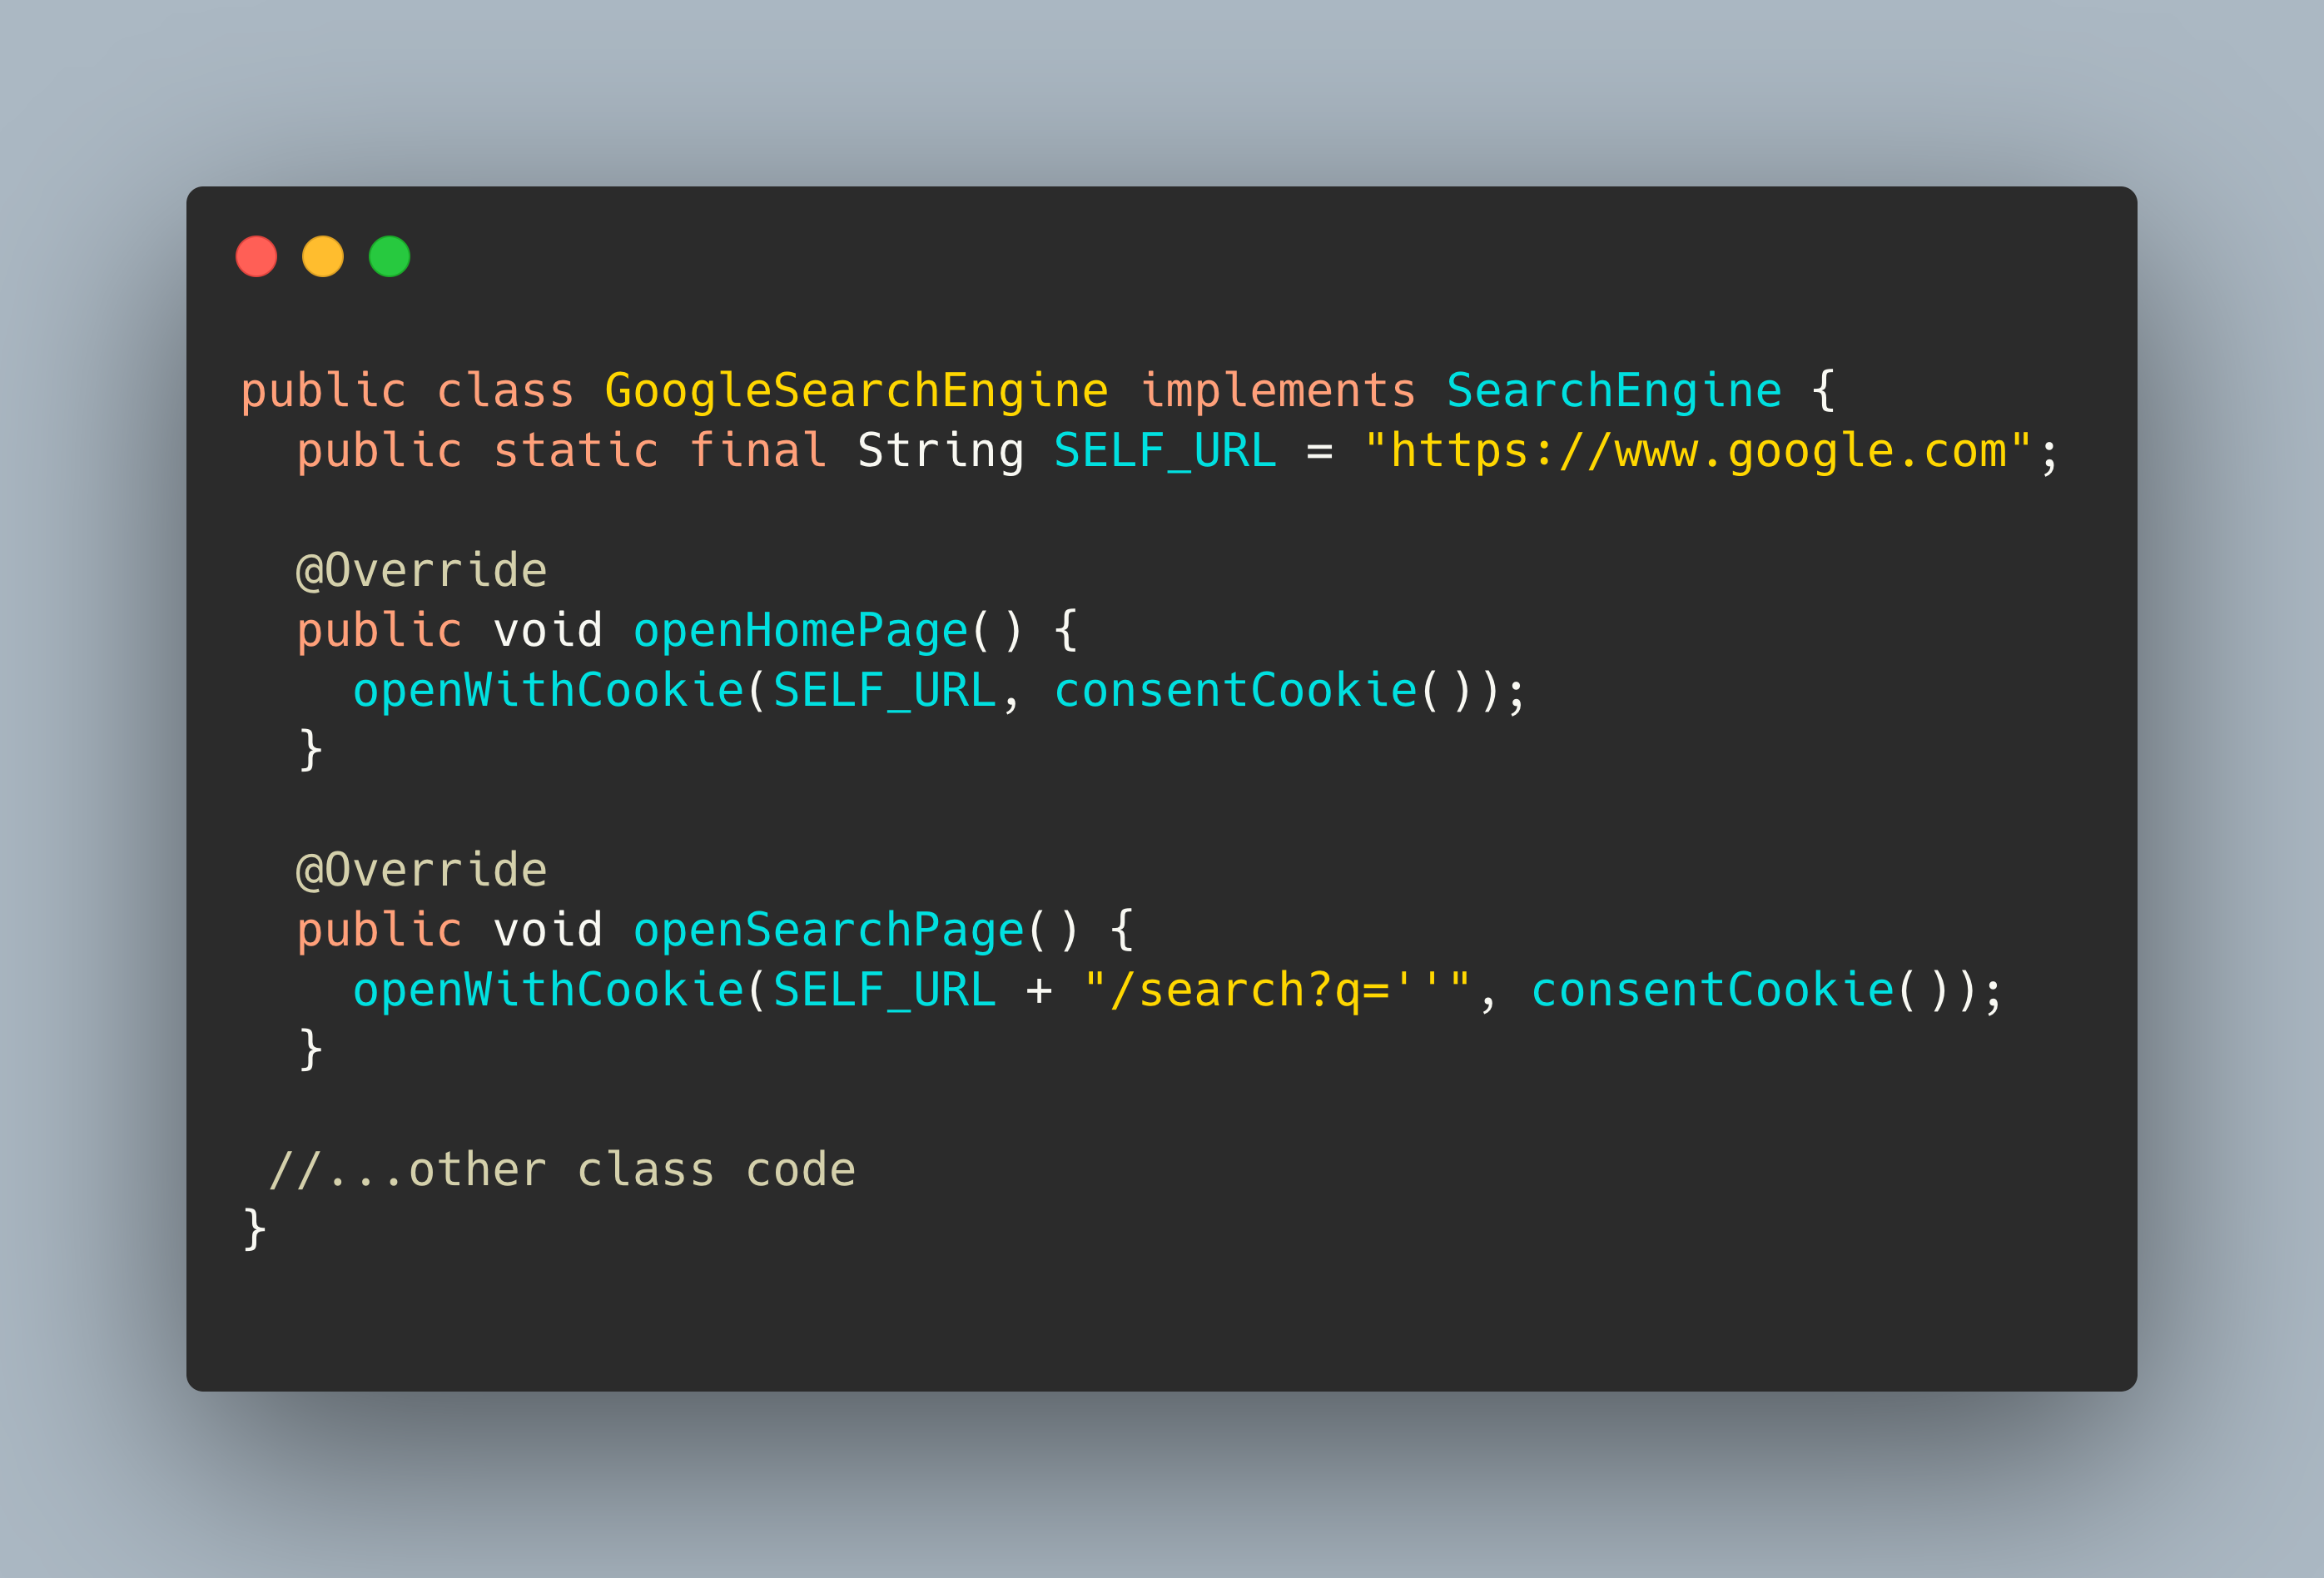 public class GoogleSearchEngine implements SearchEngine {
  public static final String SELF_URL = "https://www.google.com";

  @Override
  public void openHomePage() {
    openWithCookie(SELF_URL, consentCookie());
  }

  @Override
  public void openSearchPage() {
    openWithCookie(SELF_URL + "/search?q=''", consentCookie());
  }

 //...other class code
}